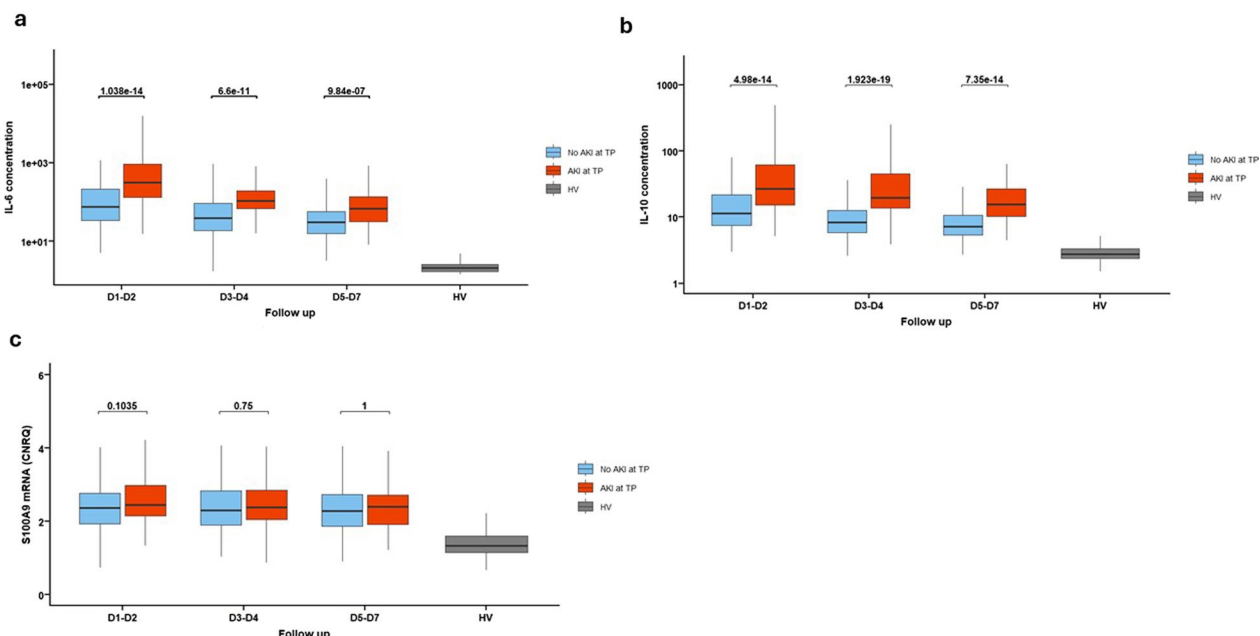 a
IL-6 concentration
1e+05
1e+03
1e+01
1.038e-14
6.6e-11
9.84e-07
D1-D2
D3-D4
D5-D7
HV
Follow up
No AKI at TP
AKI at TP
HV
b
IL-10 concentration
1000
100
10
1
4.98e-14
1.923e-19
7.35e-14
D1-D2
D3-D4
D5-D7
HV
Follow up
No AKI at TP
AKI at TP
HV
c
S100A9 mRNA (CNRQ)
6
4
2
0
0.1035
0.75
1
D1-D2
D3-D4
D5-D7
HV
Follow up
No AKI at TP
AKI at TP
HV